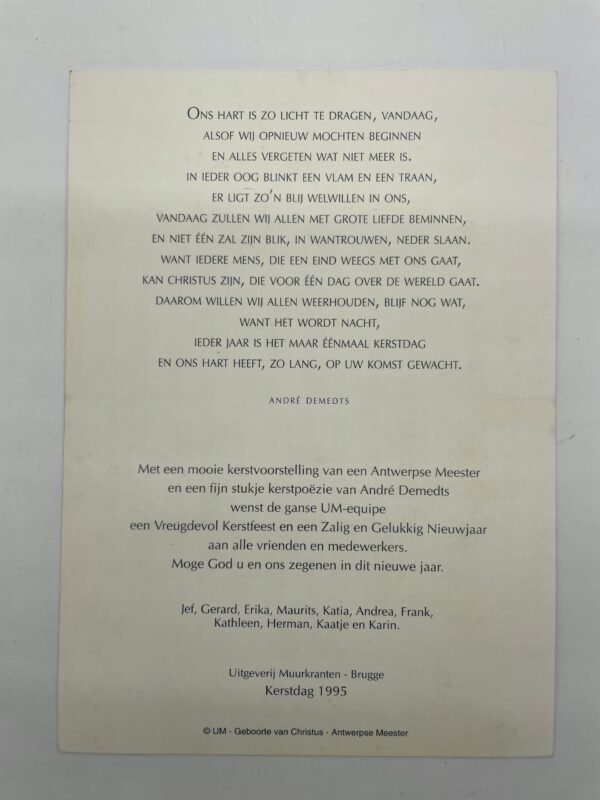 ONS HART IS ZO LICHT TE DRAGEN, VANDAAG,
ALSOF WIJ OPNIEUW MOCHTEN BEGINNEN
EN ALLES VERGETEN WAT NIET MEER IS.
IN IEDER OOG BLINKT EEN VLAM EN EEN TRAAN,
ER LIGT ZO'N BLIJ WELWILLEN IN ONS,
VANDAAG ZULLEN WIJ ALLEN MET GROTE LIEFDE BEMINNEN,
EN NIET ÉÉN ZAL ZIJN BLIK, IN WANTROUWEN, NEDER SLAAN.
WANT IEDERE MENS, DIE EEN EIND WEEGS MET ONS GAAT,
KAN CHRISTUS ZIJN, DIE VOOR ÉÉN DAG OVER DE WERELD GAAT.
DAAROM WILLEN WIJ ALLEN WEERHOUDEN, BLIJF NOG WAT,
WANT HET WORDT NACHT,
IEDER JAAR IS HET MAAR ÉÉNMAAL KERSTDAG
EN ONS HART HEEFT, ZO LANG, OP UW KOMST GEWACHT.
ANDRÉ DEMEDTS
Met een mooie kerstvoorstelling van een Antwerpse Meester
en een fijn stukje kerstpoëzie van André Demedts
wenst de ganse UM-equipe
een Vreugdevol Kerstfeest en een Zalig en Gelukkig Nieuwjaar
aan alle vrienden en medewerkers.
Moge God u en ons zegenen in dit nieuwe jaar.
Jef, Gerard, Erika, Maurits, Katia, Andrea, Frank,
Kathleen, Herman, Kaatje en Karin.
Uitgeverij Muurkranten - Brugge
Kerstdag 1995
© UM - Geboorte van Christus - Antwerpse Meester